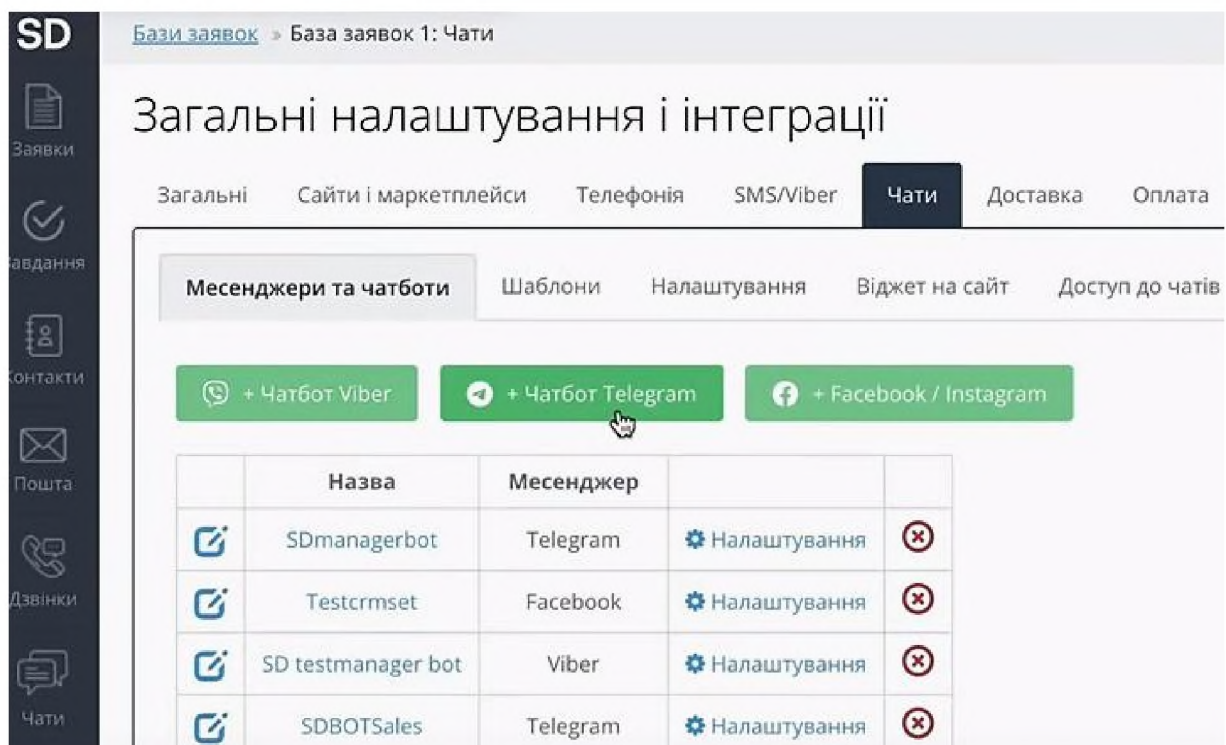 SD
Бази заявок » База заявок 1: Чати
Загальні налаштування і інтеграції
Заявки
Завдання
Контакти
Пошта
Дзвінки
Чати
Загальні Сайти і маркетплейси Телефонія SMS/Viber Чати Доставка Оплата
Месенджери та чатботи Шаблони Налаштування Віджет на сайт Доступ до чатів
+ Чатбот Viber + Чатбот Telegram + Facebook / Instagram
Назва Месенджер
SDmanagerbot Telegram Налаштування
Testcrmset Facebook Налаштування
SD testmanager bot Viber Налаштування
SDBOTSales Telegram Налаштування